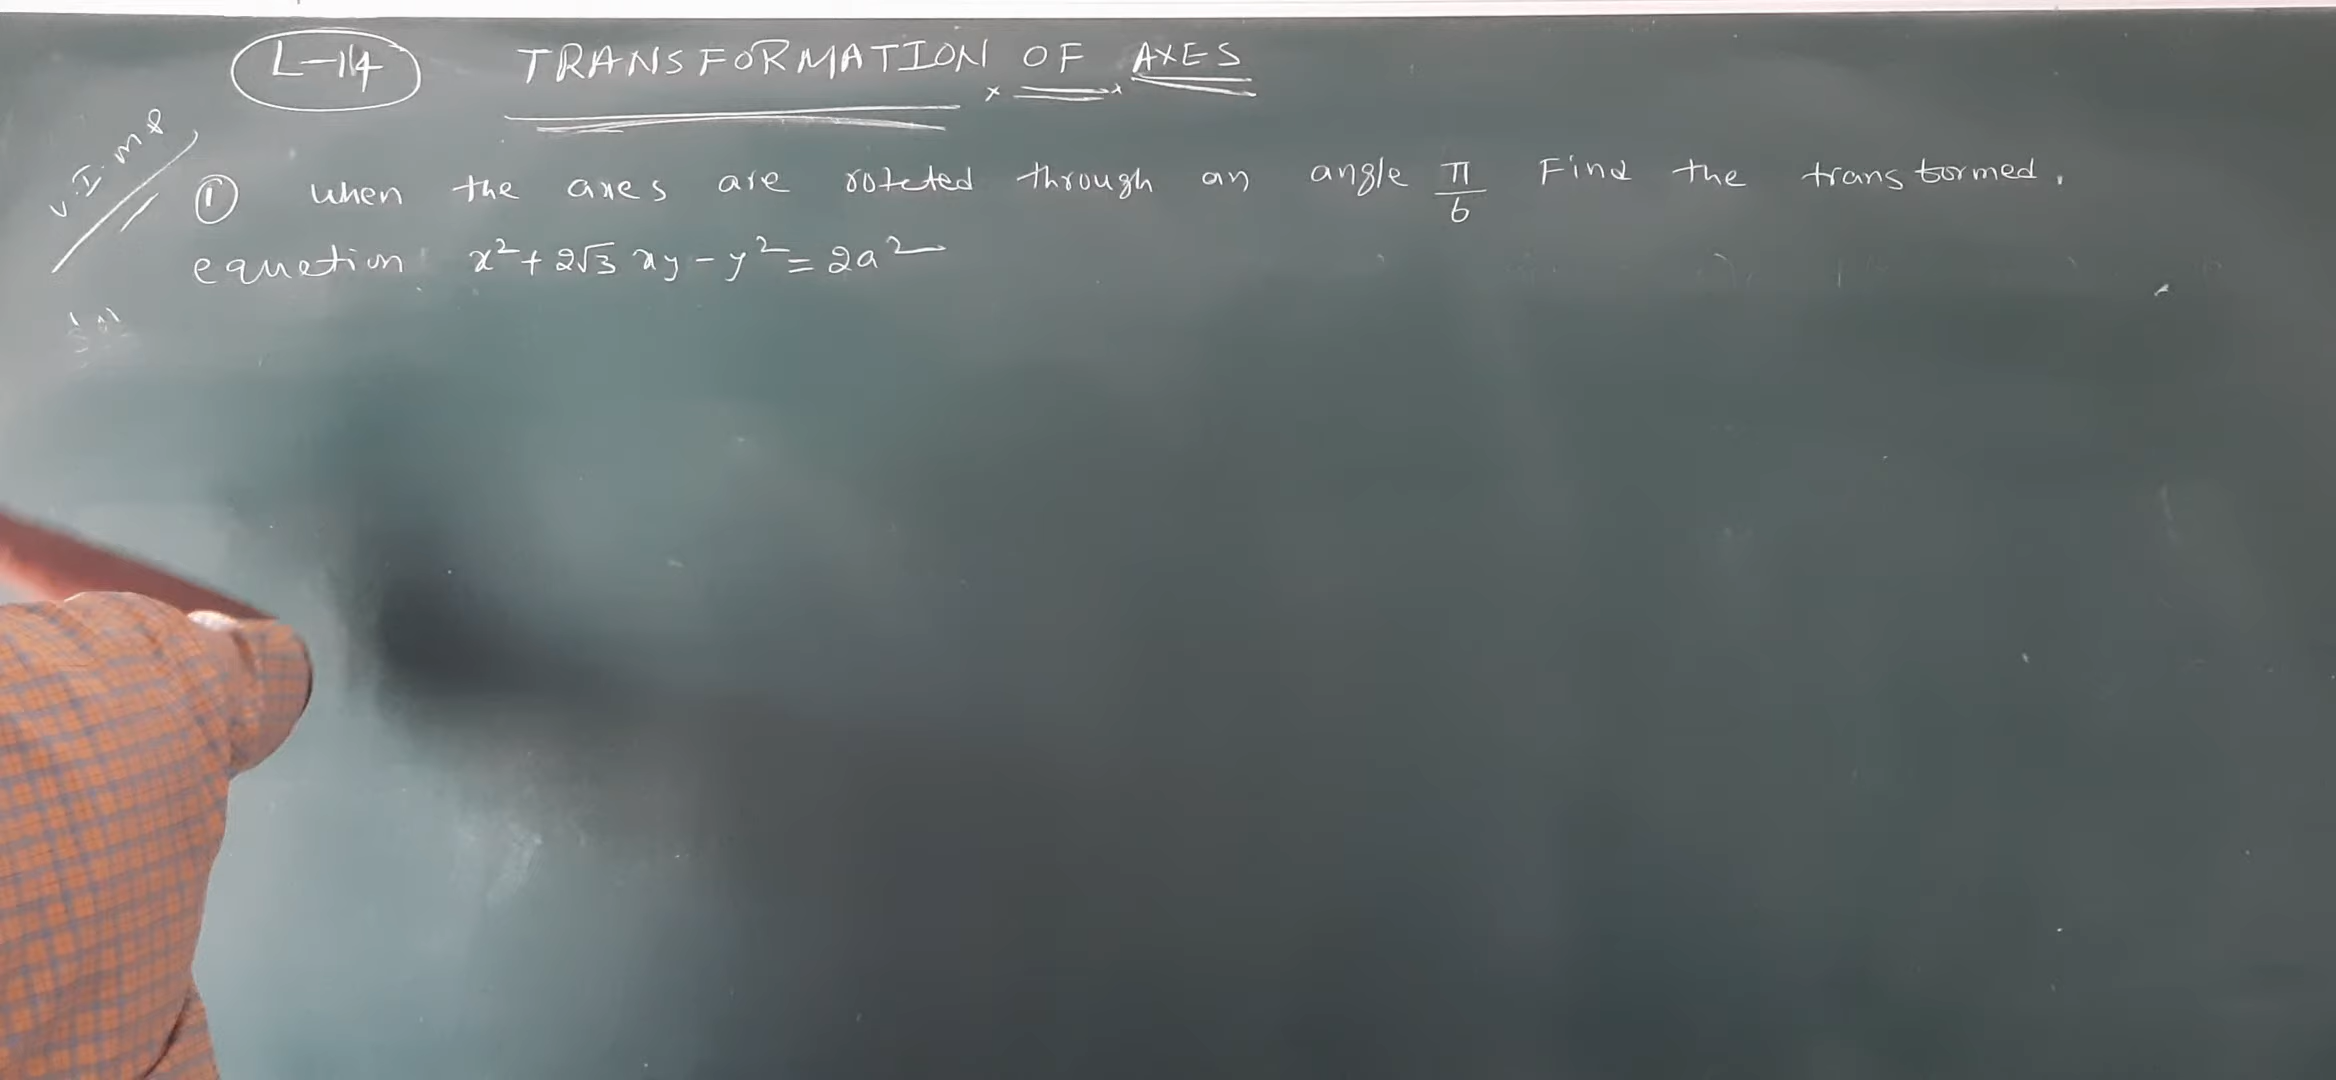 L-14 TRANSFORMATION OF AXES
V. I. m &
① when the axes are rotated through an angle π/6 Find the transformed.
equation x²+2√3 xy-y²=2a²
sol